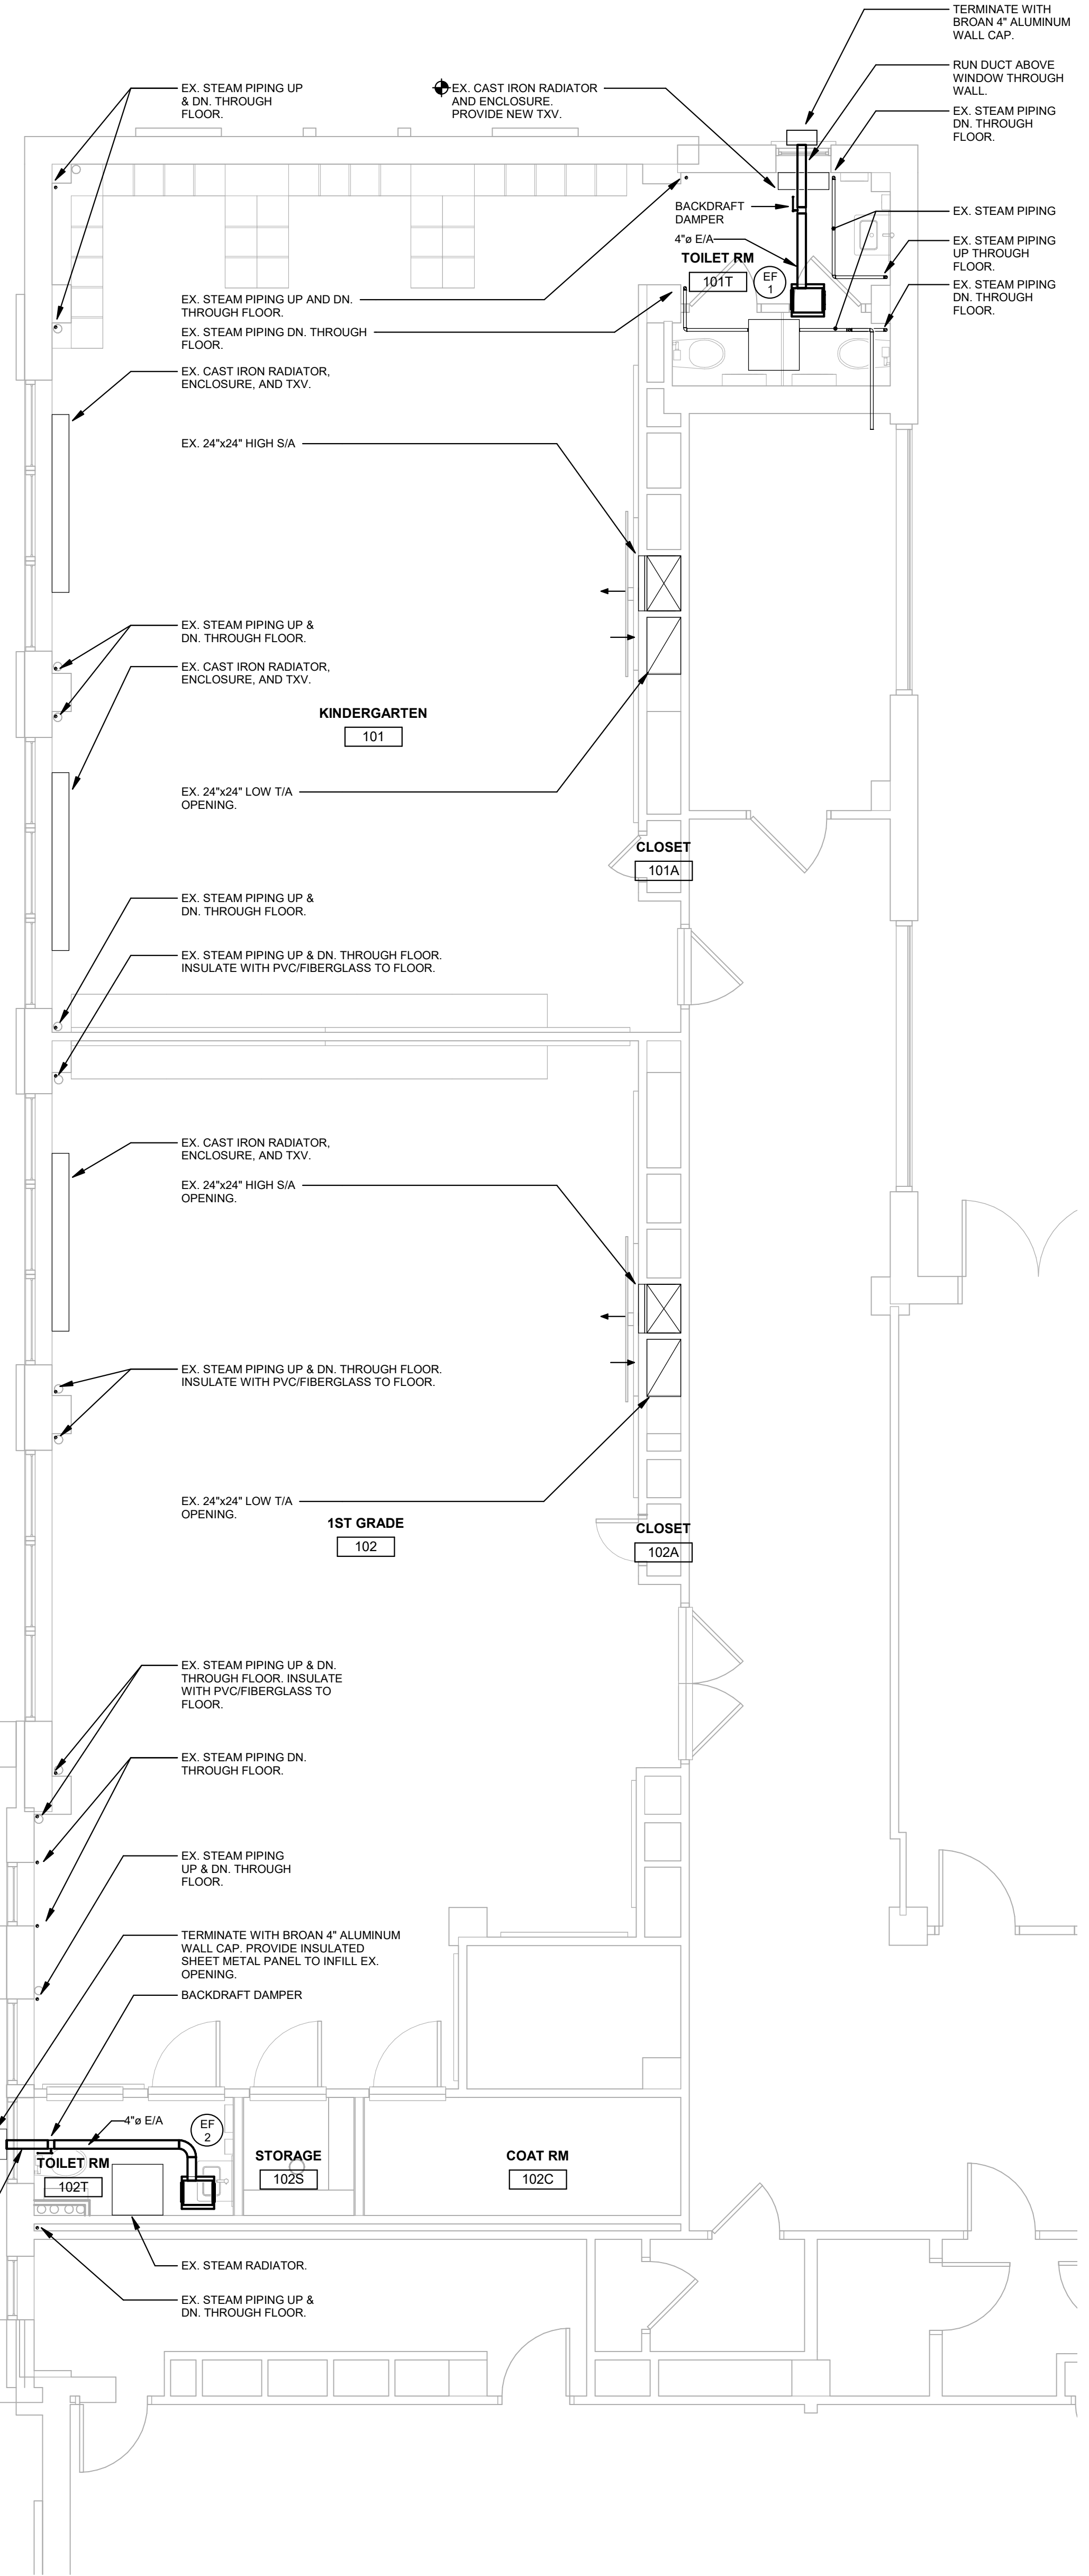 TERMINATE WITH
BROAN 4" ALUMINUM
WALL CAP.
RUN DUCT ABOVE
WINDOW THROUGH
WALL.
EX. STEAM PIPING UP
& DN. THROUGH
FLOOR.
EX. CAST IRON RADIATOR
AND ENCLOSURE.
PROVIDE NEW TXV.
EX. STEAM PIPING
DN. THROUGH
FLOOR.
BACKDRAFT
DAMPER
EX. STEAM PIPING
4"ø E/A
EX. STEAM PIPING
UP THROUGH
FLOOR.
TOILET RM
101T
EF
1
EX. STEAM PIPING
DN. THROUGH
FLOOR.
EX. STEAM PIPING UP AND DN.
THROUGH FLOOR.
EX. STEAM PIPING DN. THROUGH
FLOOR.
EX. CAST IRON RADIATOR,
ENCLOSURE, AND TXV.
EX. 24"x24" HIGH S/A
EX. STEAM PIPING UP &
DN. THROUGH FLOOR.
EX. CAST IRON RADIATOR,
ENCLOSURE, AND TXV.
KINDERGARTEN
101
EX. 24"x24" LOW T/A
OPENING.
CLOSET
101A
EX. STEAM PIPING UP &
DN. THROUGH FLOOR.
EX. STEAM PIPING UP & DN. THROUGH FLOOR.
INSULATE WITH PVC/FIBERGLASS TO FLOOR.
EX. CAST IRON RADIATOR,
ENCLOSURE, AND TXV.
EX. 24"x24" HIGH S/A
OPENING.
EX. STEAM PIPING UP & DN. THROUGH FLOOR.
INSULATE WITH PVC/FIBERGLASS TO FLOOR.
EX. 24"x24" LOW T/A
OPENING.
1ST GRADE
102
CLOSET
102A
EX. STEAM PIPING UP & DN.
THROUGH FLOOR. INSULATE
WITH PVC/FIBERGLASS TO
FLOOR.
EX. STEAM PIPING DN.
THROUGH FLOOR.
EX. STEAM PIPING
UP & DN. THROUGH
FLOOR.
TERMINATE WITH BROAN 4" ALUMINUM
WALL CAP. PROVIDE INSULATED
SHEET METAL PANEL TO INFILL EX.
OPENING.
BACKDRAFT DAMPER
4"ø E/A
EF
2
TOILET RM
102T
STORAGE
102S
COAT RM
102C
EX. STEAM RADIATOR.
EX. STEAM PIPING UP &
DN. THROUGH FLOOR.